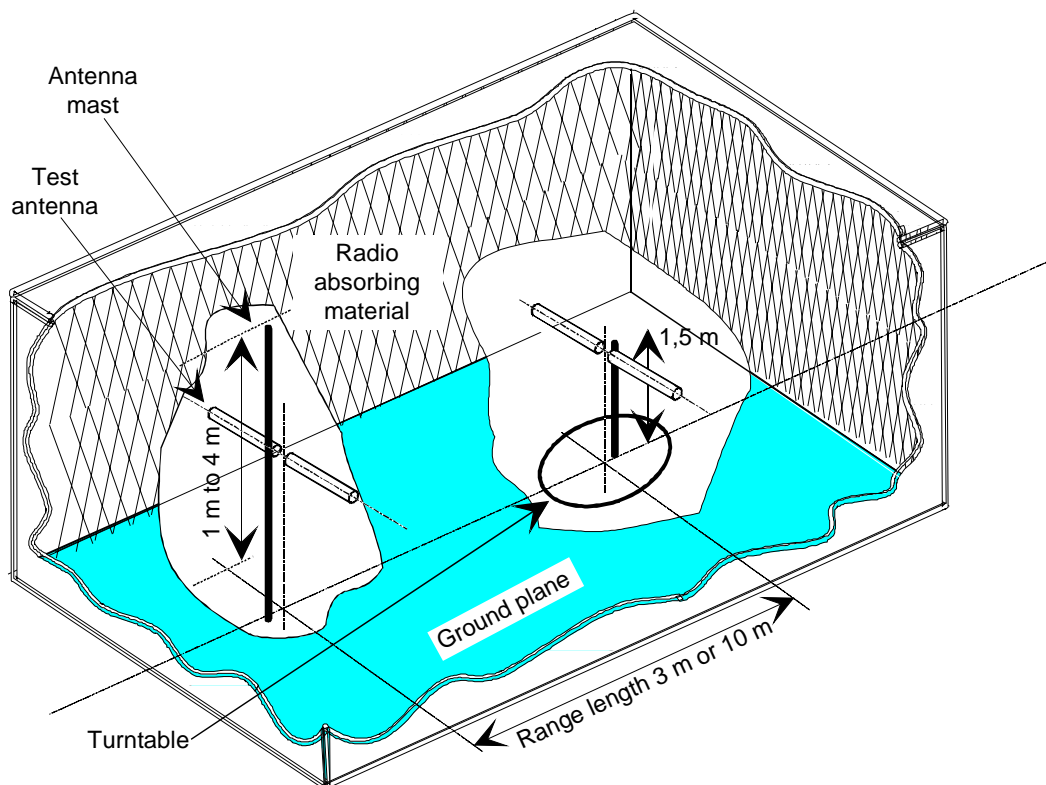 Antenna
mast
Test
antenna
Radio
absorbing
material
1,5 m
1 m to 4 m
Ground plane
Range length 3 m or 10 m
Turntable